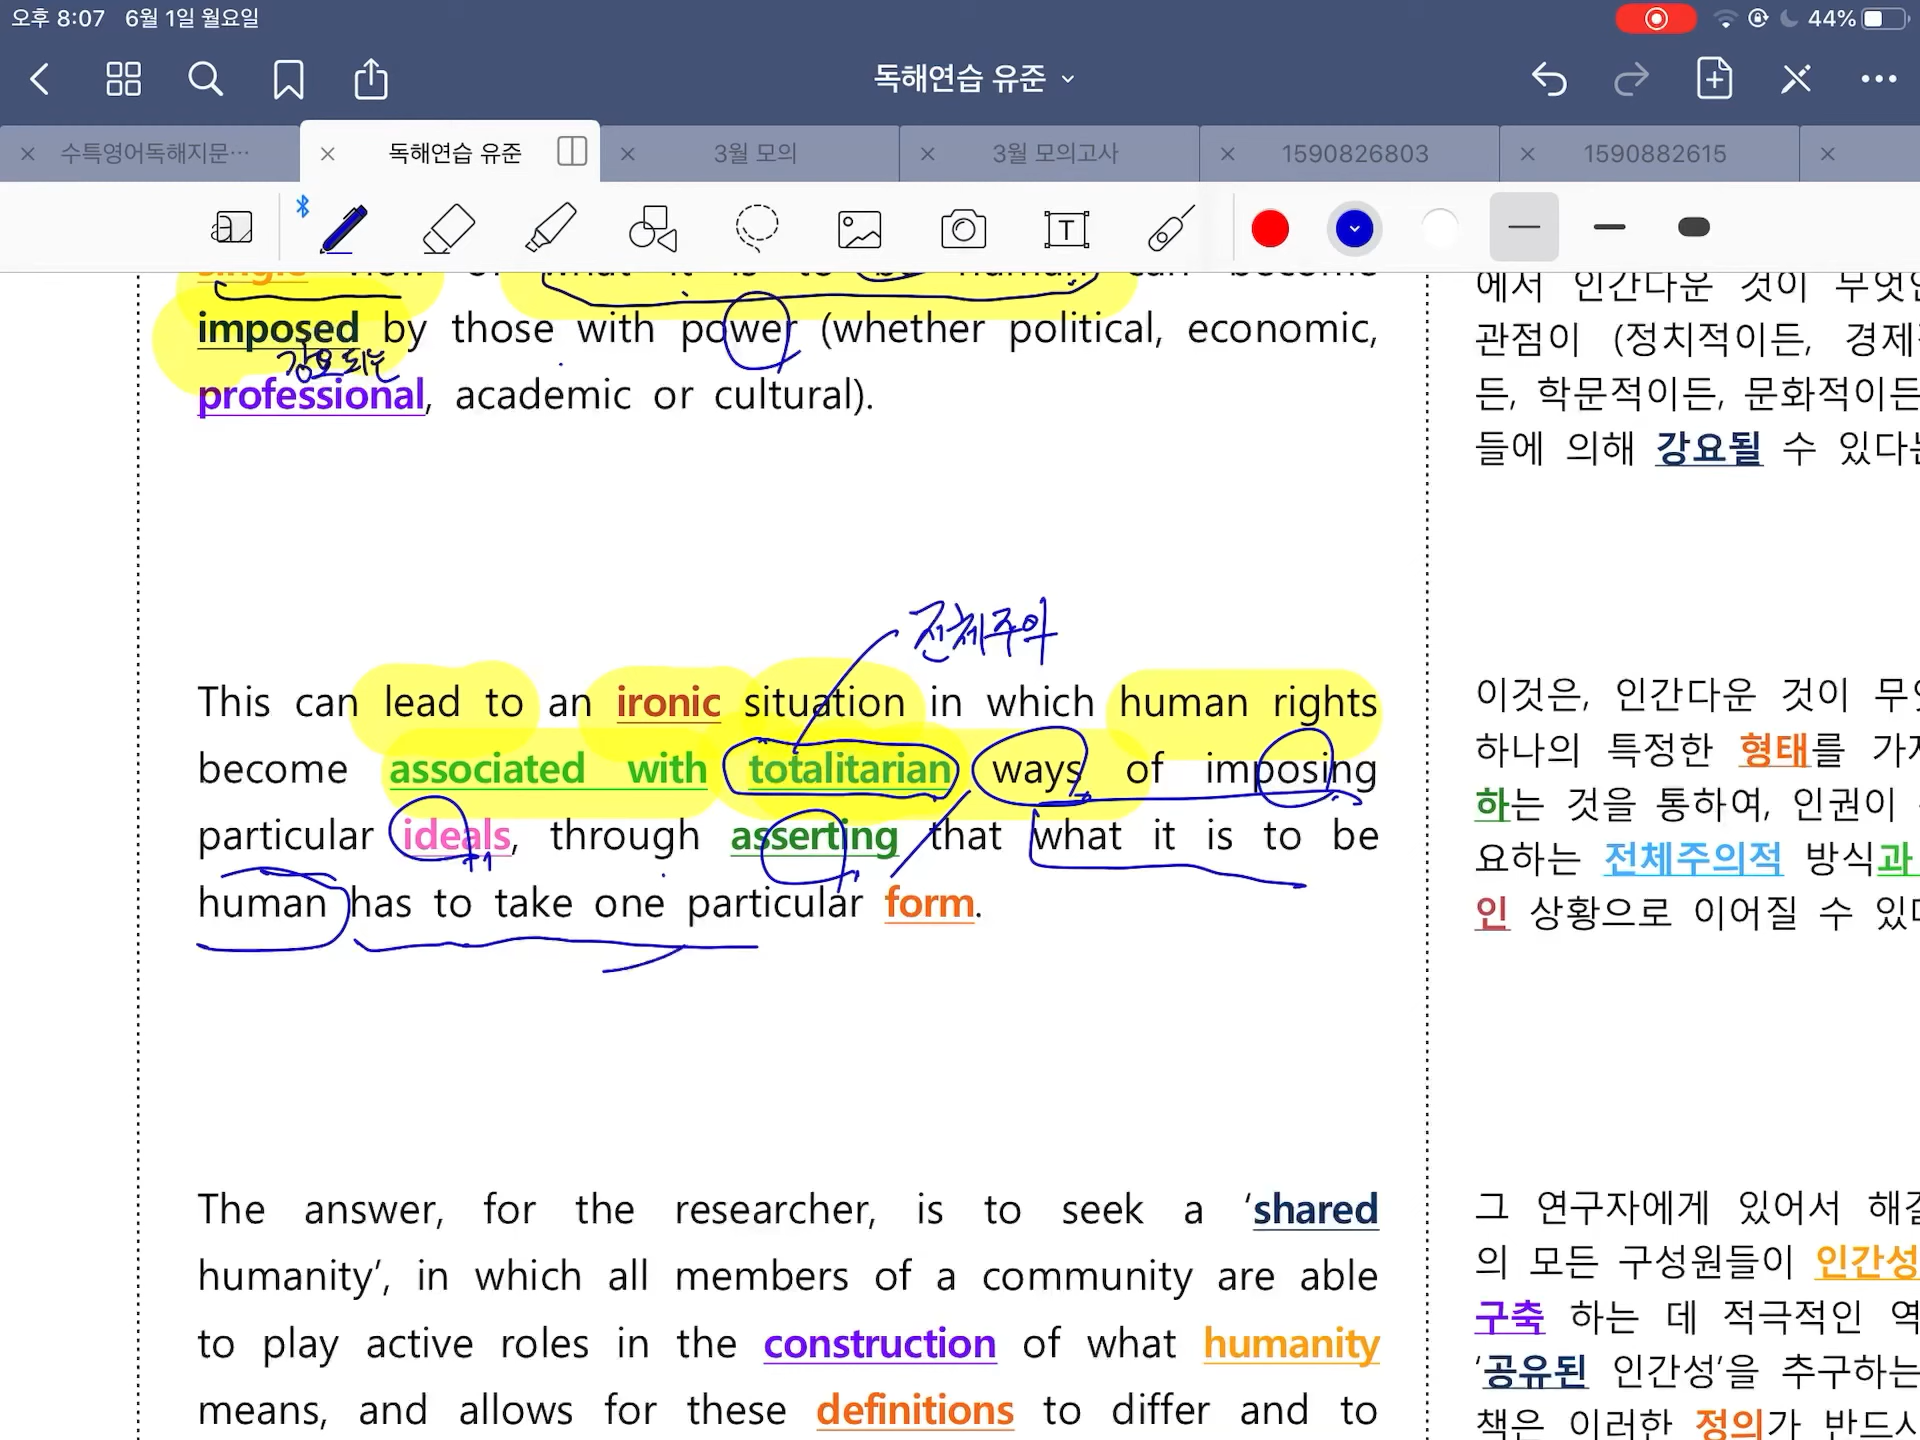 오후 8:07 6월 1일 월요일
44%
독해연습 유준
수특영어독해지문…
독해연습 유준
3월 모의
3월 모의고사
1590826803
1590882615
single view of what it is to be human can become
imposed by those with power (whether political, economic,
강요되는
professional, academic or cultural).
에서 인간다운 것이
관점이 (정치적이든,
든, 학문적이든, 문화적이든
들에 의해 강요될 수 있다는
전체주의
This can lead to an ironic situation in which human rights
become associated with totalitarian ways of imposing
particular ideals, through asserting that what it is to be
human has to take one particular form.
이것은, 인간다운 것이
하나의 특정한 형태를
하는 것을 통하여, 인권이
요하는 전체주의적 방식과
인 상황으로 이어질 수
The answer, for the researcher, is to seek a ‘shared
humanity’, in which all members of a community are able
to play active roles in the construction of what humanity
means, and allows for these definitions to differ and to
그 연구자에게 있어서
의 모든 구성원들이 인간성
구축 하는 데 적극적인
‘공유된 인간성’을 추구하는
책은 이러한 정의가